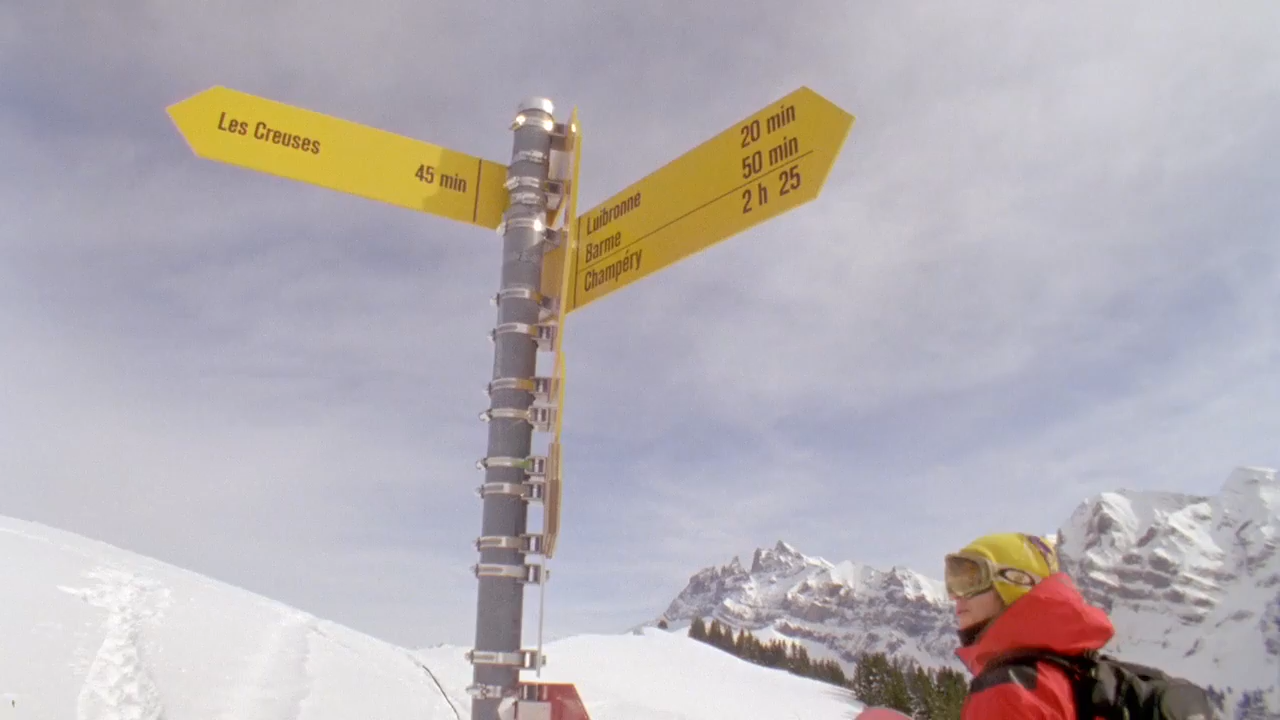 Les Creuses
45 min
Luibronne 20 min
Barme 50 min
Champéry 2 h 25